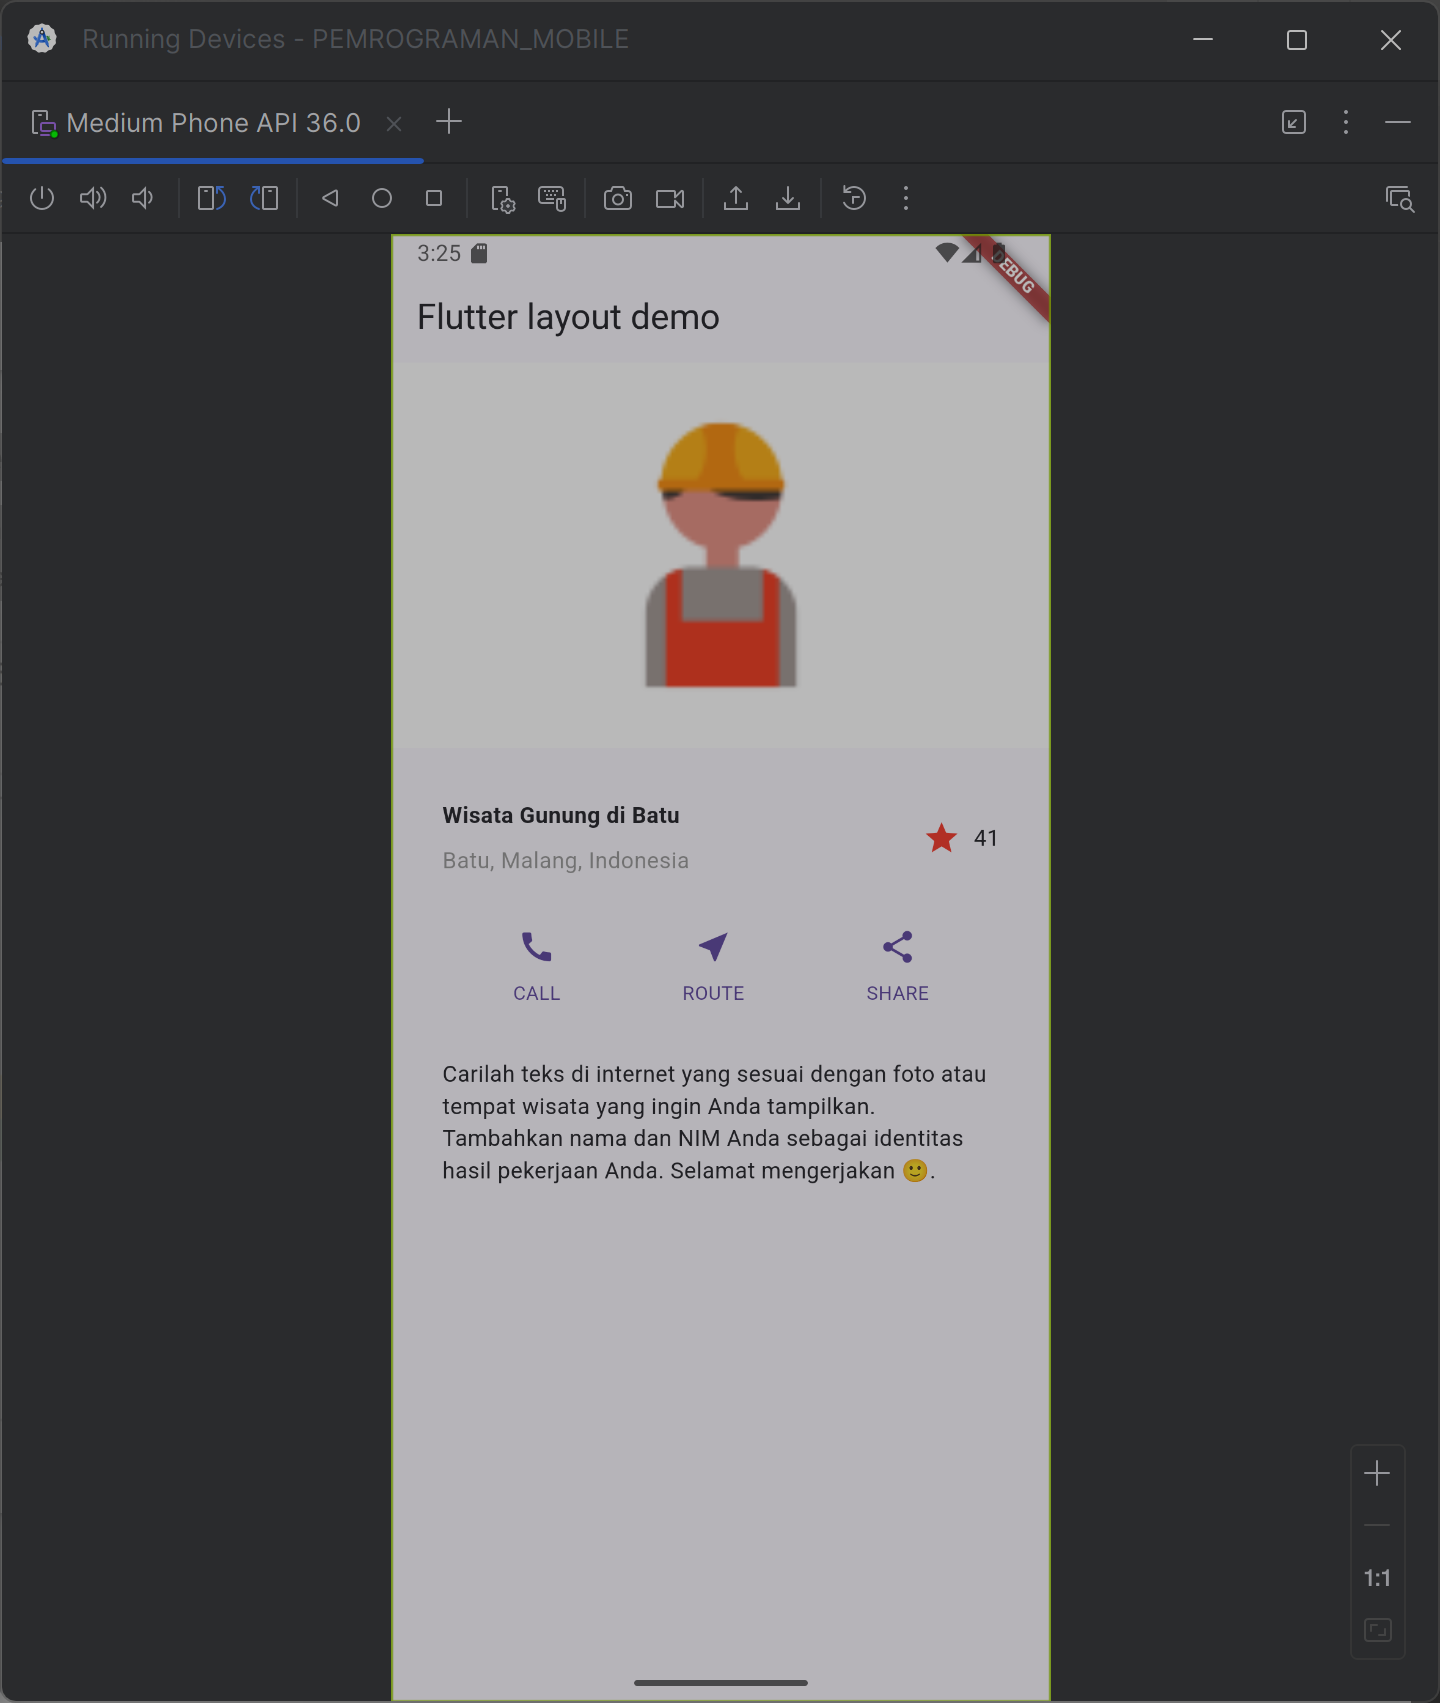 Running Devices - PEMROGRAMAN_MOBILE
Medium Phone API 36.0
3:25
DEBUG
Flutter layout demo
Wisata Gunung di Batu
41
Batu, Malang, Indonesia
CALL ROUTE SHARE
Carilah teks di internet yang sesuai dengan foto atau
tempat wisata yang ingin Anda tampilkan.
Tambahkan nama dan NIM Anda sebagai identitas
hasil pekerjaan Anda. Selamat mengerjakan 🙂.
1:1